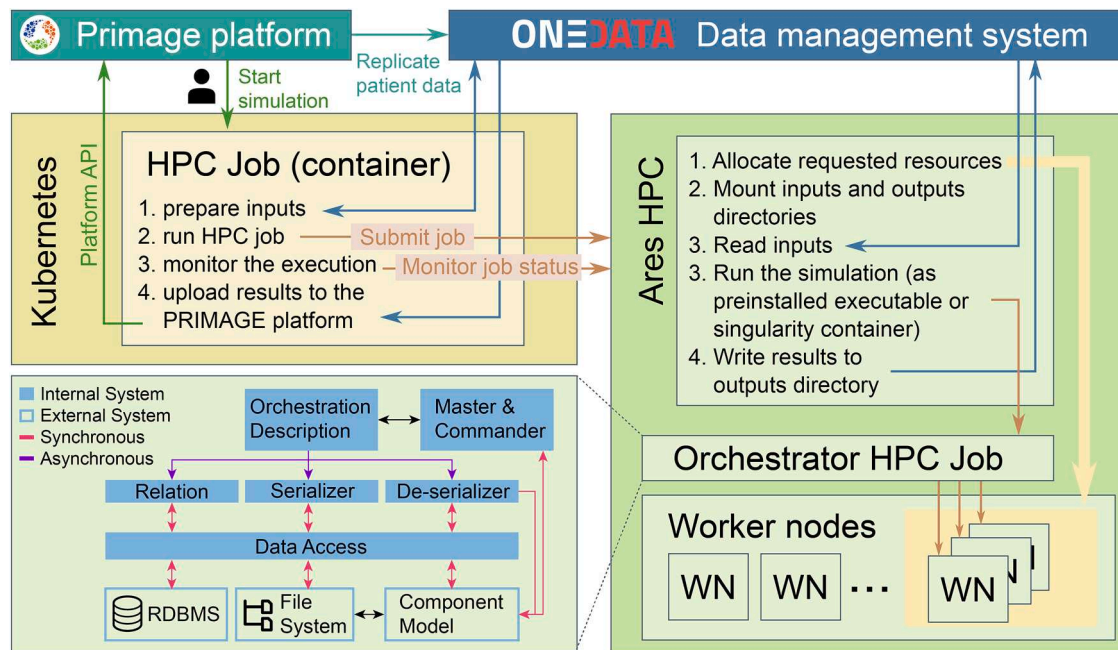 Primage platform
ONEDATA Data management system
Replicate
patient data
Start
simulation
Platform API
Kubernetes
HPC Job (container)
1. prepare inputs
2. run HPC job
3. monitor the execution
4. upload results to the
PRIMAGE platform
Submit job
Monitor job status
Ares HPC
1. Allocate requested resources
2. Mount inputs and outputs
directories
3. Read inputs
3. Run the simulation (as
preinstalled executable or
singularity container)
4. Write results to
outputs directory
Internal System
External System
Synchronous
Asynchronous
Orchestration
Description
Master &
Commander
Relation
Serializer
De-serializer
Data Access
RDBMS
File
System
Component
Model
Orchestrator HPC Job
Worker nodes
WN
WN
...
WN